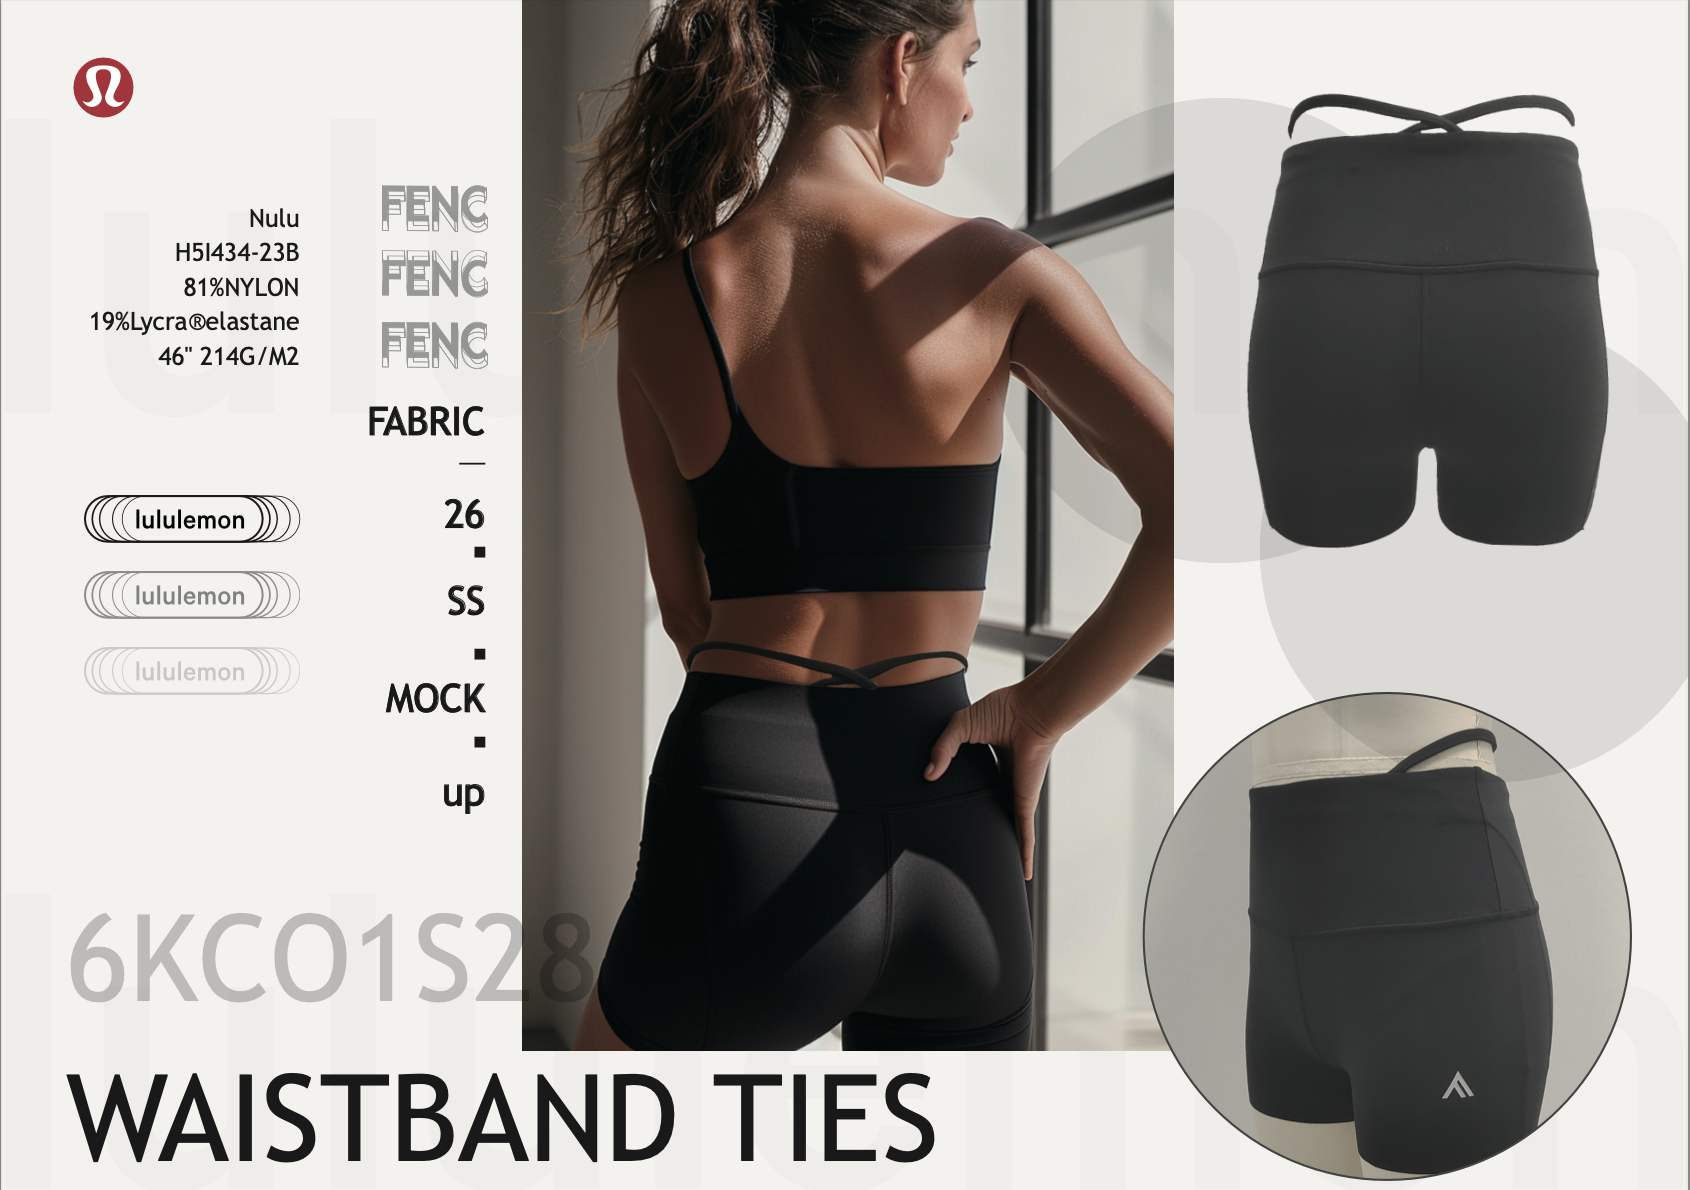 Nulu
H5I434-23B
81%NYLON
19%Lycra®elastane
46" 214G/M2
FENC
FENC
FENC
FABRIC
—
26
▪
SS
▪
MOCK
▪
up
lululemon
lululemon
lululemon
6KCO1S28
WAISTBAND TIES